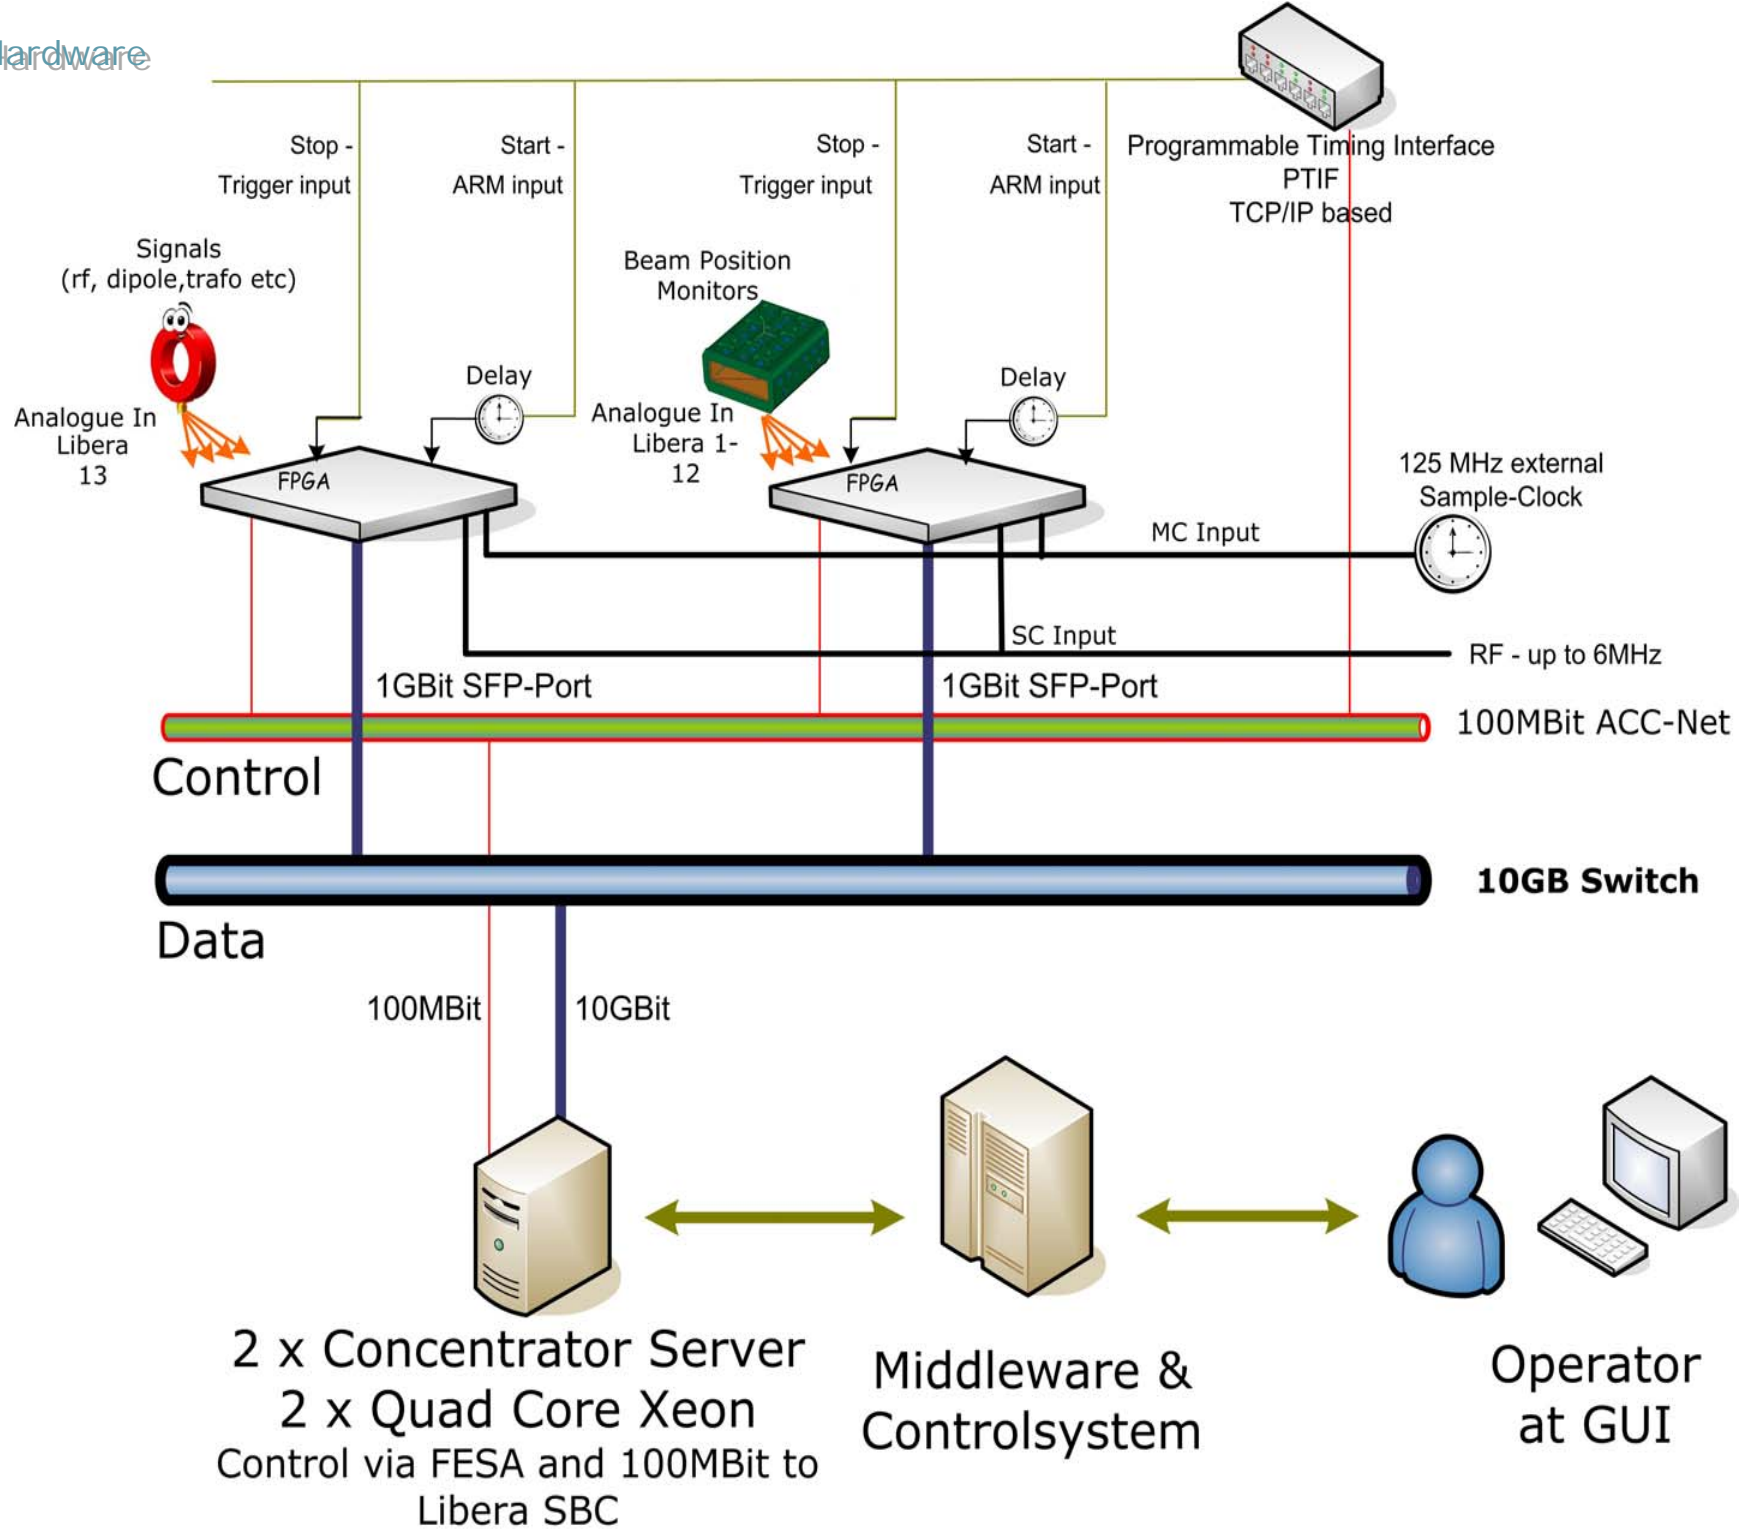 Hardware
Stop -
Trigger input
Start -
ARM input
Stop -
Trigger input
Start -
ARM input
Programmable Timing Interface
PTIF
TCP/IP based
Signals
(rf, dipole,trafo etc)
Beam Position
Monitors
Delay
Delay
Analogue In
Libera
13
Analogue In
Libera 1-
12
FPGA
FPGA
125 MHz external
Sample-Clock
MC Input
SC Input
RF - up to 6MHz
1GBit SFP-Port
1GBit SFP-Port
100MBit ACC-Net
Control
10GB Switch
Data
100MBit
10GBit
2 x Concentrator Server
2 x Quad Core Xeon
Control via FESA and 100MBit to
Libera SBC
Middleware &
Controlsystem
Operator
at GUI